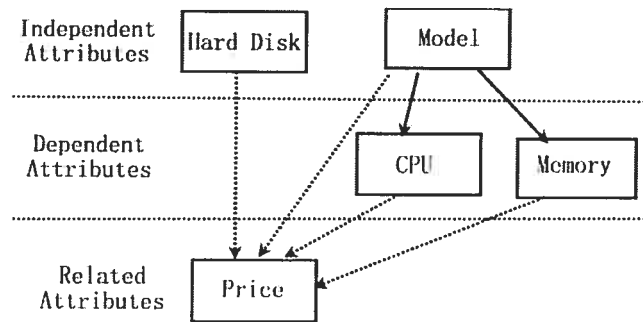 Independent
Attributes
Hard Disk
Model
Dependent
Attributes
CPU
Memory
Related
Attributes
Price